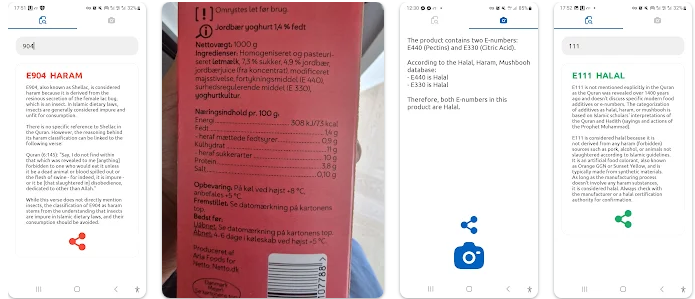 17:51
32%
904
E904 HARAM
E904, also known as Shellac, is considered
haram because it is derived from the
resinous secretion of the female lac bug,
which is an insect. In Islamic dietary laws,
insects are generally considered impure and
unfit for consumption.
There is no specific reference to Shellac in
the Quran. However, the reasoning behind
its haram classification can be linked to the
following verse:
Quran (6:145): "Say, 'I do not find within
that which was revealed to me [anything]
forbidden to one who would eat it unless
it be a dead animal or blood spilled out or
the flesh of swine - for indeed, it is impure -
or it be [that slaughtered in] disobedience,
dedicated to other than Allah.'"
While this verse does not directly mention
insects, the classification of E904 as haram
stems from the understanding that insects
are impure in Islamic dietary laws, and their
consumption should be avoided.
[!] Omrystes let før brug.
Jordbær yoghurt 1,4 % fedt
Nettovægt: 1000 g
Ingredienser: Homogeniseret og pasteuri-
seret letmælk, 7,3 % sukker, 4,9 % jordbær,
jordbærjuice (fra koncentrat), modificeret
majsstivelse, fortykningsmiddel (E 440),
surhedsregulerende middel (E 330),
yoghurtkultur.
Næringsindhold pr. 100 g.
Energi 308 kJ/73 kcal
Fedt 1,4 g
- heraf mættede fedtsyrer 0,9 g
Kulhydrat 11 g
- heraf sukkerarter 10 g
Protein 3,8 g
Salt 0,10 g
Opbevaring: På køl ved højst +8 °C,
Fremstillet: Se datomærkning på kartonens
top.
Bedst før:
Uåbnet: Se datomærkning på kartonens top.
Åbnet: 4-6 dage i køleskab ved højst +5 °C.
Produceret af
Arla Foods for
Netto, Netto.dk
107788
12:30
85%
The product contains two E-numbers:
E440 (Pectins) and E330 (Citric Acid).
According to the Halal, Haram, Mushbooh
database:
- E440 is Halal
- E330 is Halal
Therefore, both E-numbers in this
product are Halal.
17:52
32%
111
E111 HALAL
E111 is not mentioned explicitly in the Quran
as the Quran was revealed over 1400 years
ago and doesn't discuss specific modern food
additives or e-numbers. The categorization
of additives as halal, haram, or mushbooh is
based on Islamic scholars' interpretations of
the Quran and Hadith (sayings and actions of
the Prophet Muhammad)
E111 is considered halal because it is
not derived from any haram (forbidden)
sources such as pork, alcohol, or animals not
slaughtered according to Islamic guidelines.
It is an artificial food colorant, also known as
Orange GCN or Sunset Yellow, and is
typically made from synthetic materials.
As long as the manufacturing process
doesn't involve any haram substances,
it is considered halal. Always check with the
manufacturer or a halal certification
authority for confirmation